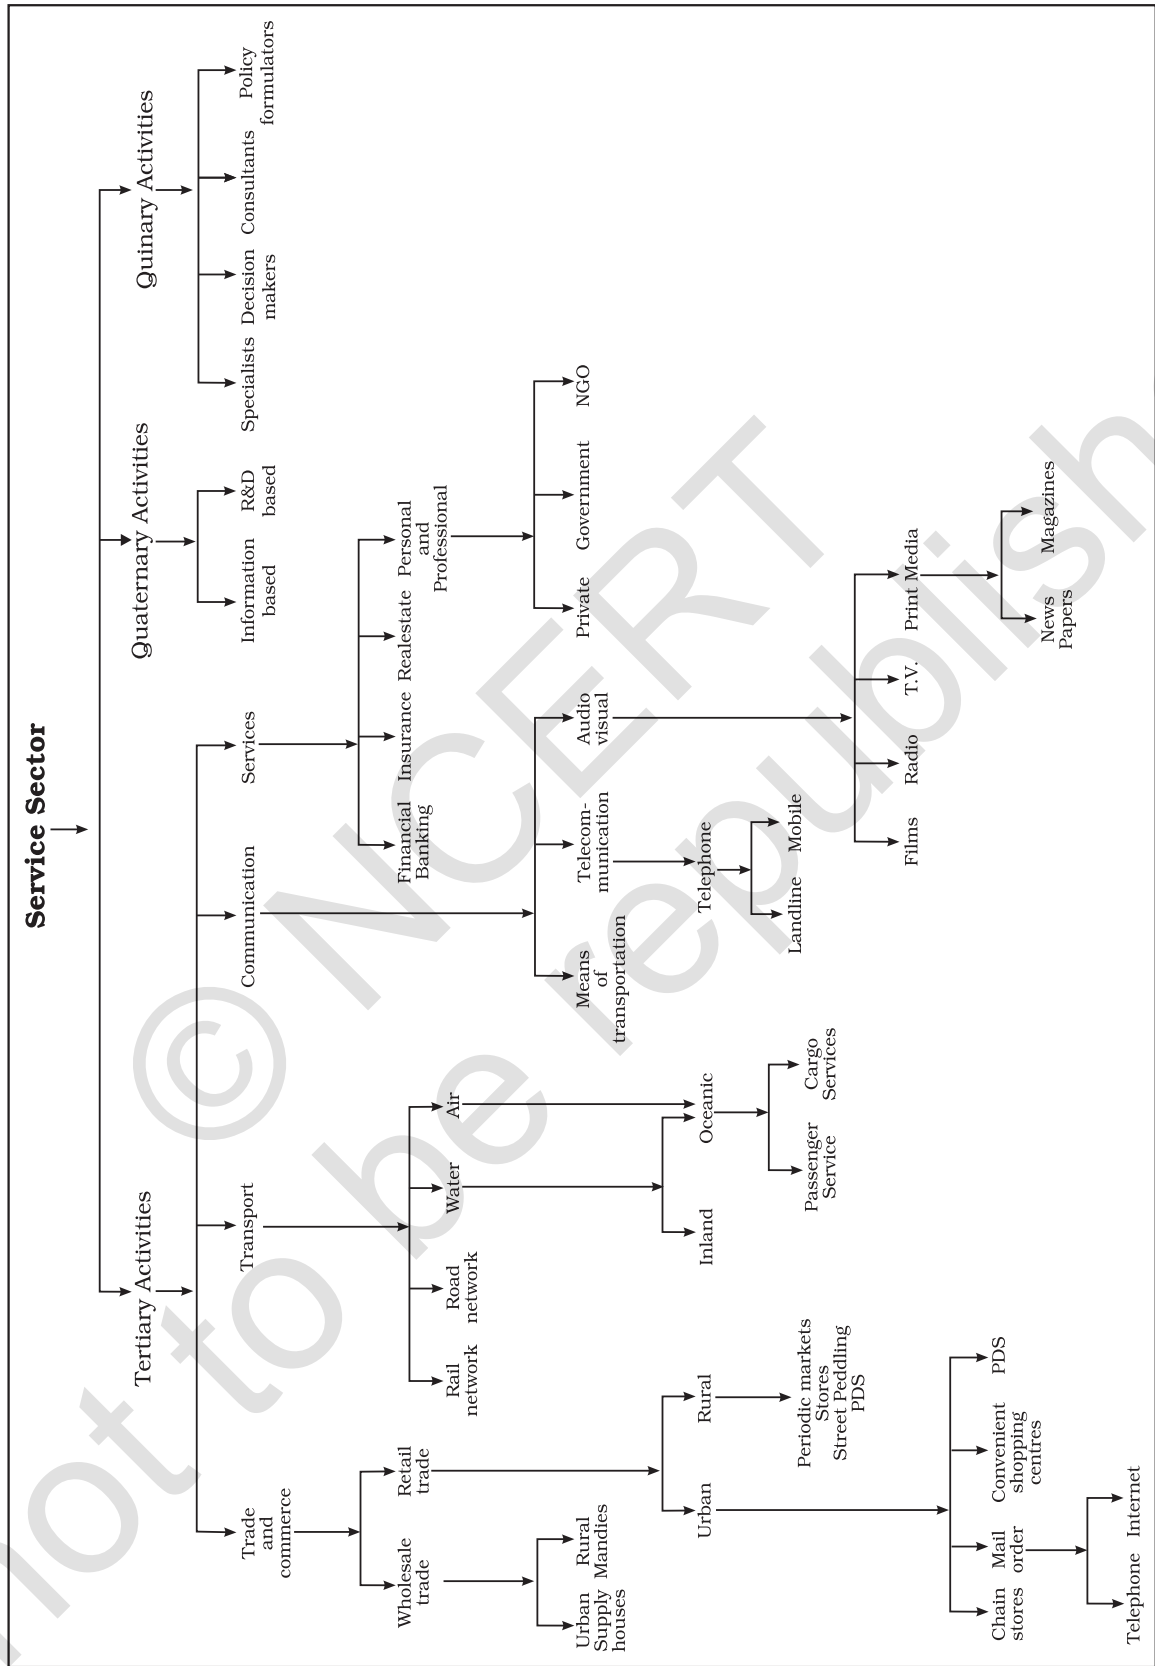 Service Sector
Tertiary Activities
Quaternary Activities
Quinary Activities
Trade
and
commerce
Transport
Communication
Services
Information
based
R&D
based
Specialists
Decision
makers
Consultants
Policy
formulators
Wholesale
trade
Retail
trade
Rail
network
Road
network
Water
Air
Financial
Banking
Insurance
Realestate
Personal
and
Professional
Urban
Supply
houses
Rural
Mandies
Means
of
transportation
Telecom-
munication
Audio
visual
Private
Government
NGO
Urban
Rural
Inland
Oceanic
Telephone
Periodic markets
Stores
Street Peddling
PDS
Passenger
Service
Cargo
Services
Landline
Mobile
Films
Radio
T.V.
Print Media
Chain
stores
Mail
order
Convenient
shopping
centres
PDS
News
Papers
Magazines
Telephone
Internet
© NCERT
not to be republish